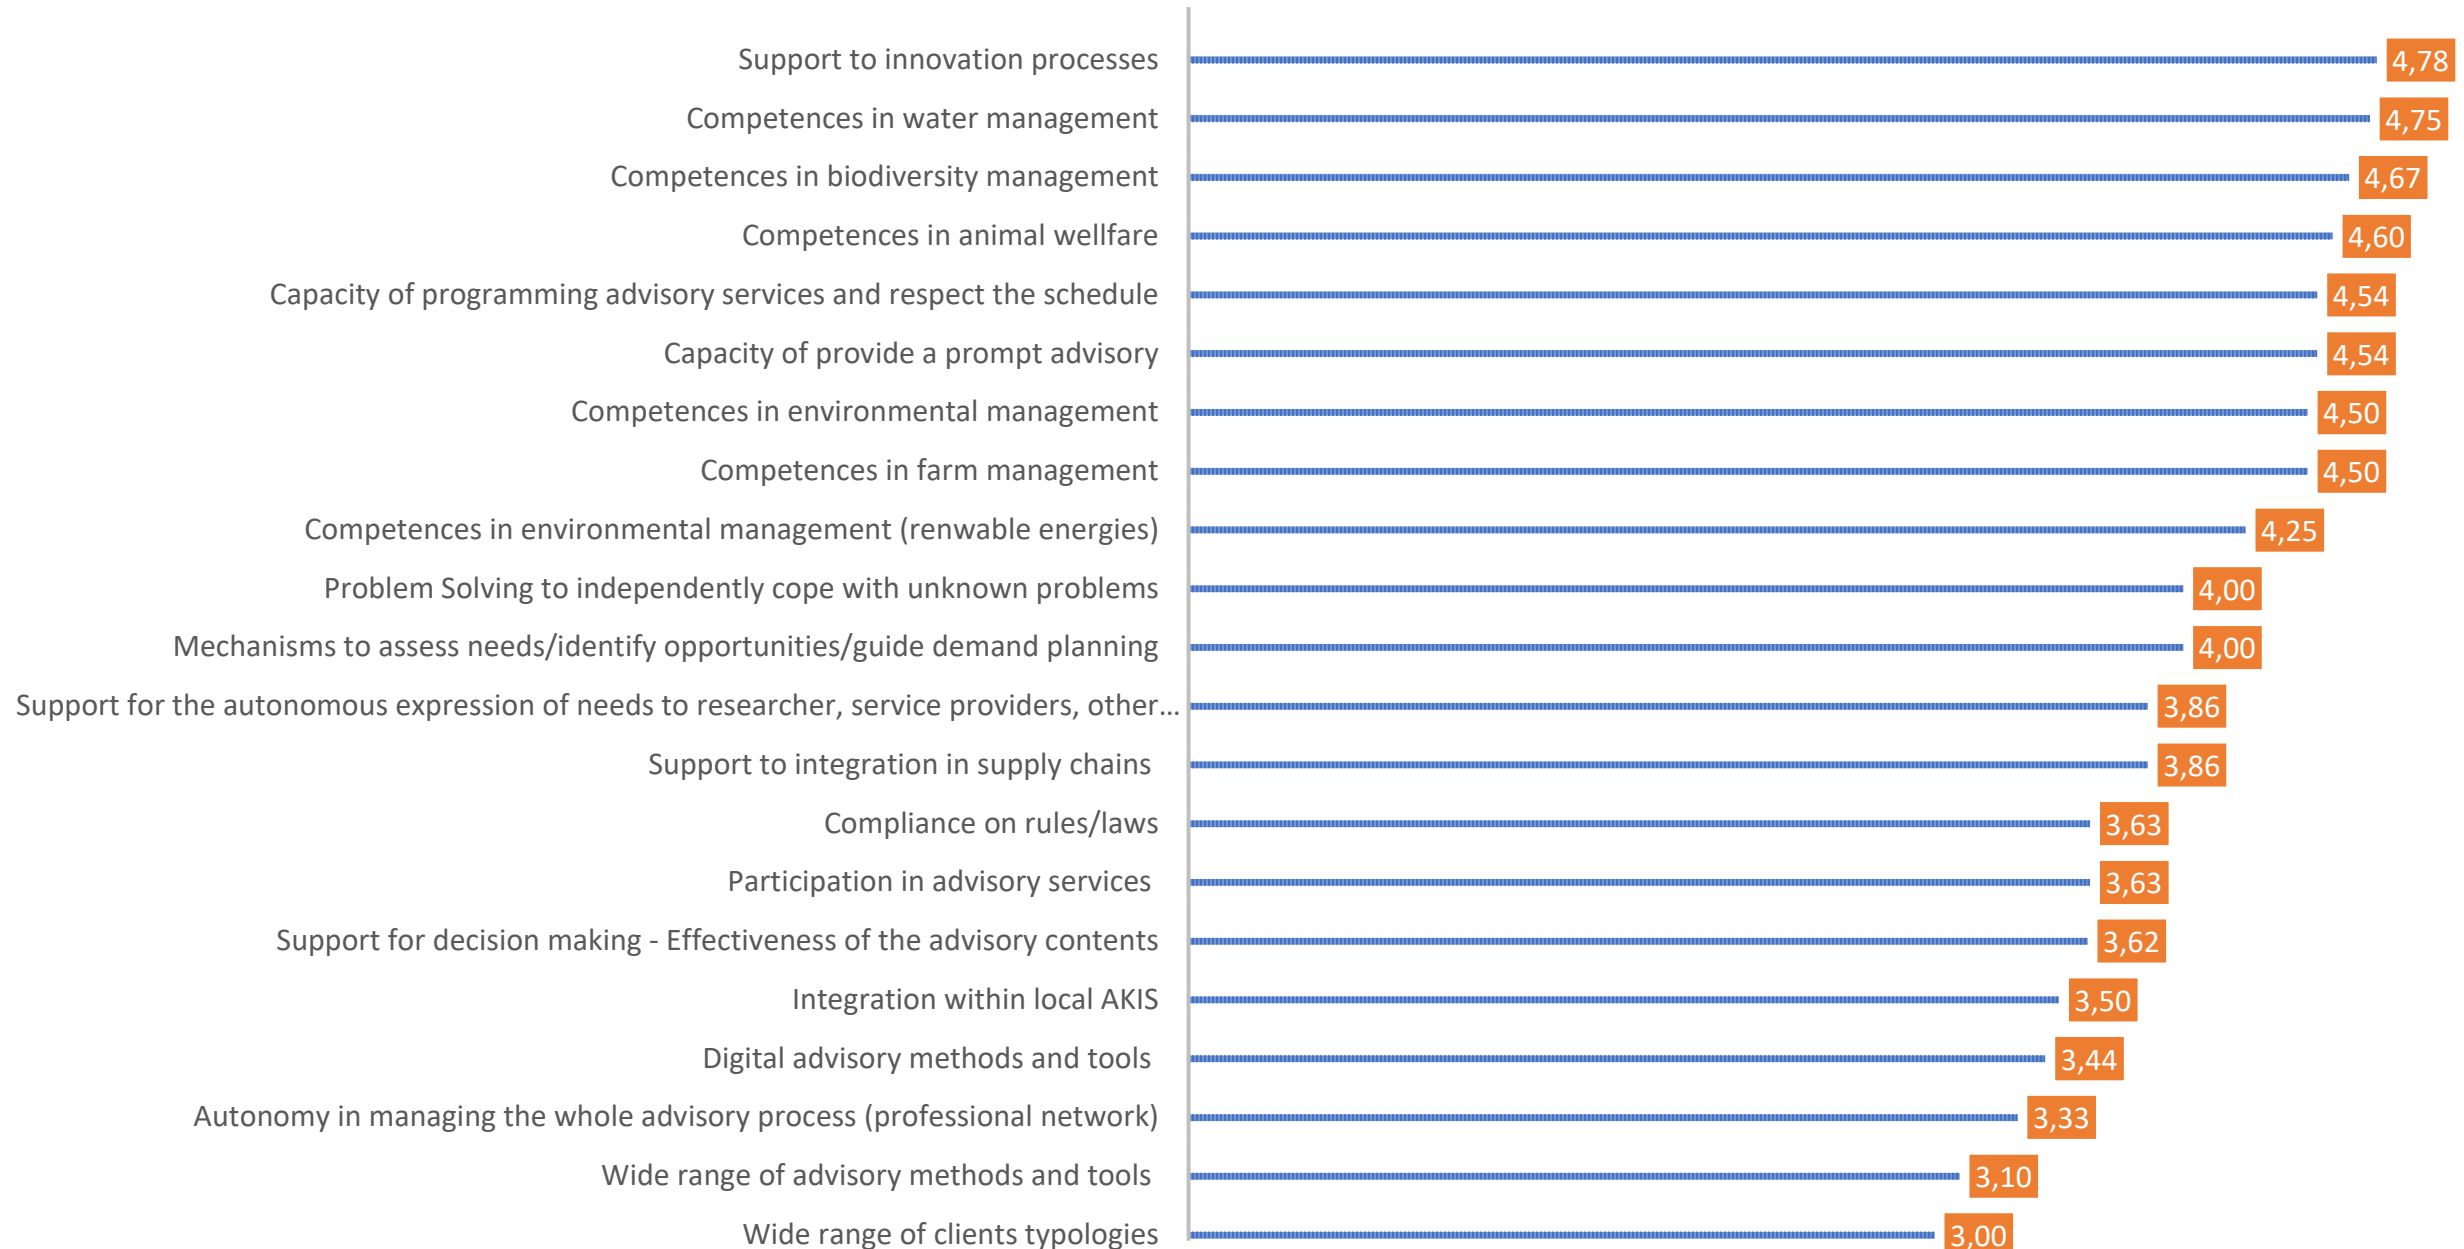 Support to innovation processes 4,78
Competences in water management 4,75
Competences in biodiversity management 4,67
Competences in animal wellfare 4,60
Capacity of programming advisory services and respect the schedule 4,54
Capacity of provide a prompt advisory 4,54
Competences in environmental management 4,50
Competences in farm management 4,50
Competences in environmental management (renwable energies) 4,25
Problem Solving to independently cope with unknown problems 4,00
Mechanisms to assess needs/identify opportunities/guide demand planning 4,00
Support for the autonomous expression of needs to researcher, service providers, other... 3,86
Support to integration in supply chains 3,86
Compliance on rules/laws 3,63
Participation in advisory services 3,63
Support for decision making - Effectiveness of the advisory contents 3,62
Integration within local AKIS 3,50
Digital advisory methods and tools 3,44
Autonomy in managing the whole advisory process (professional network) 3,33
Wide range of advisory methods and tools 3,10
Wide range of clients typologies 3,00